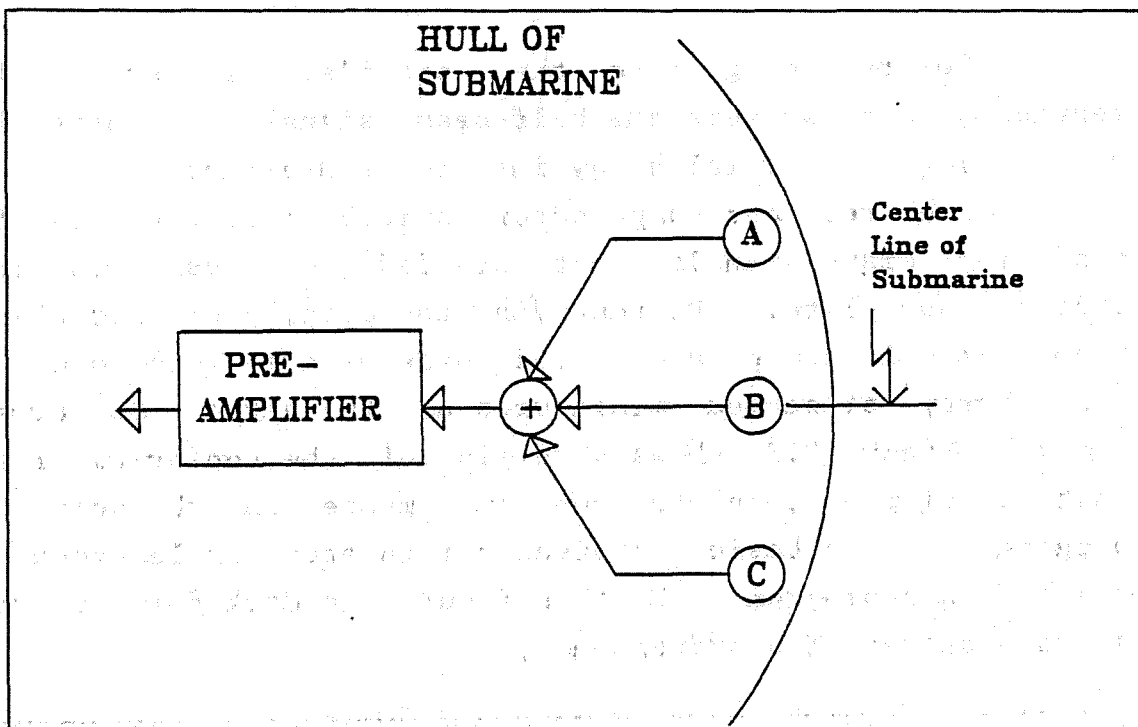 HULL OF
SUBMARINE
A
Center
Line of
Submarine
PRE-
AMPLIFIER
+
B
C